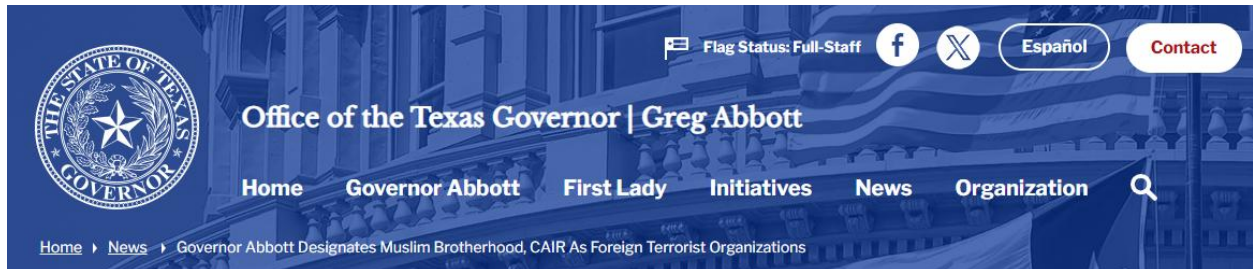 Flag Status: Full-Staff f X Español Contact
THE STATE OF TEXAS
GOVERNOR
Office of the Texas Governor | Greg Abbott
Home Governor Abbott First Lady Initiatives News Organization
Home News Governor Abbott Designates Muslim Brotherhood, CAIR As Foreign Terrorist Organizations